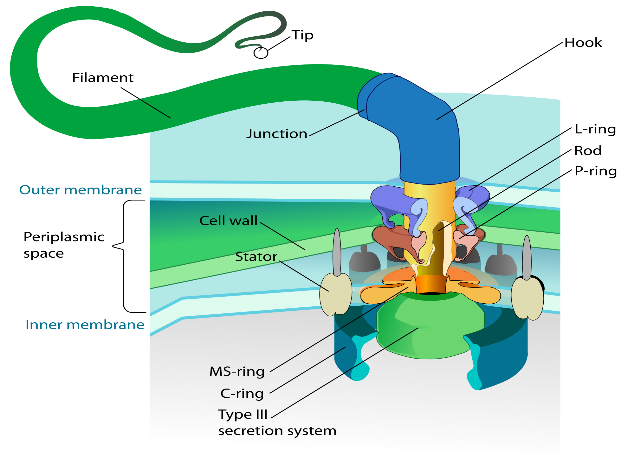 Tip
Hook
Filament
Junction
L-ring
Rod
P-ring
Outer membrane
Cell wall
Periplasmic
space
Stator
Inner membrane
MS-ring
C-ring
Type III
secretion system